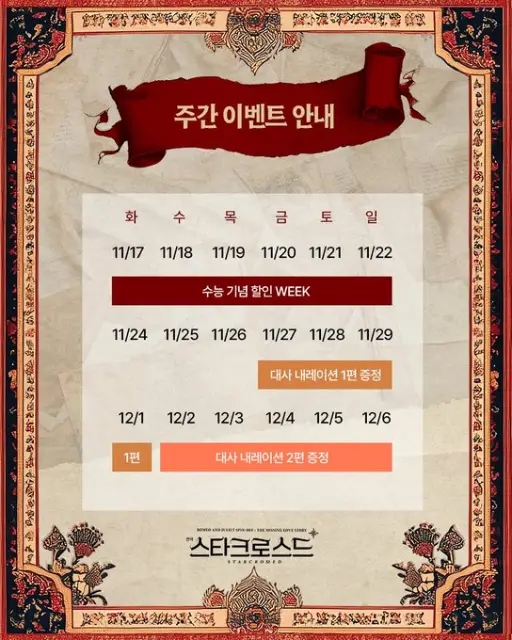 주간 이벤트 안내
화 수 목 금 토 일
11/17 11/18 11/19 11/20 11/21 11/22
수능 기념 할인 WEEK
11/24 11/25 11/26 11/27 11/28 11/29
대사 내레이션 1편 증정
12/1 12/2 12/3 12/4 12/5 12/6
1편 대사 내레이션 2편 증정
연극 스타크로스드
STARCROSSED